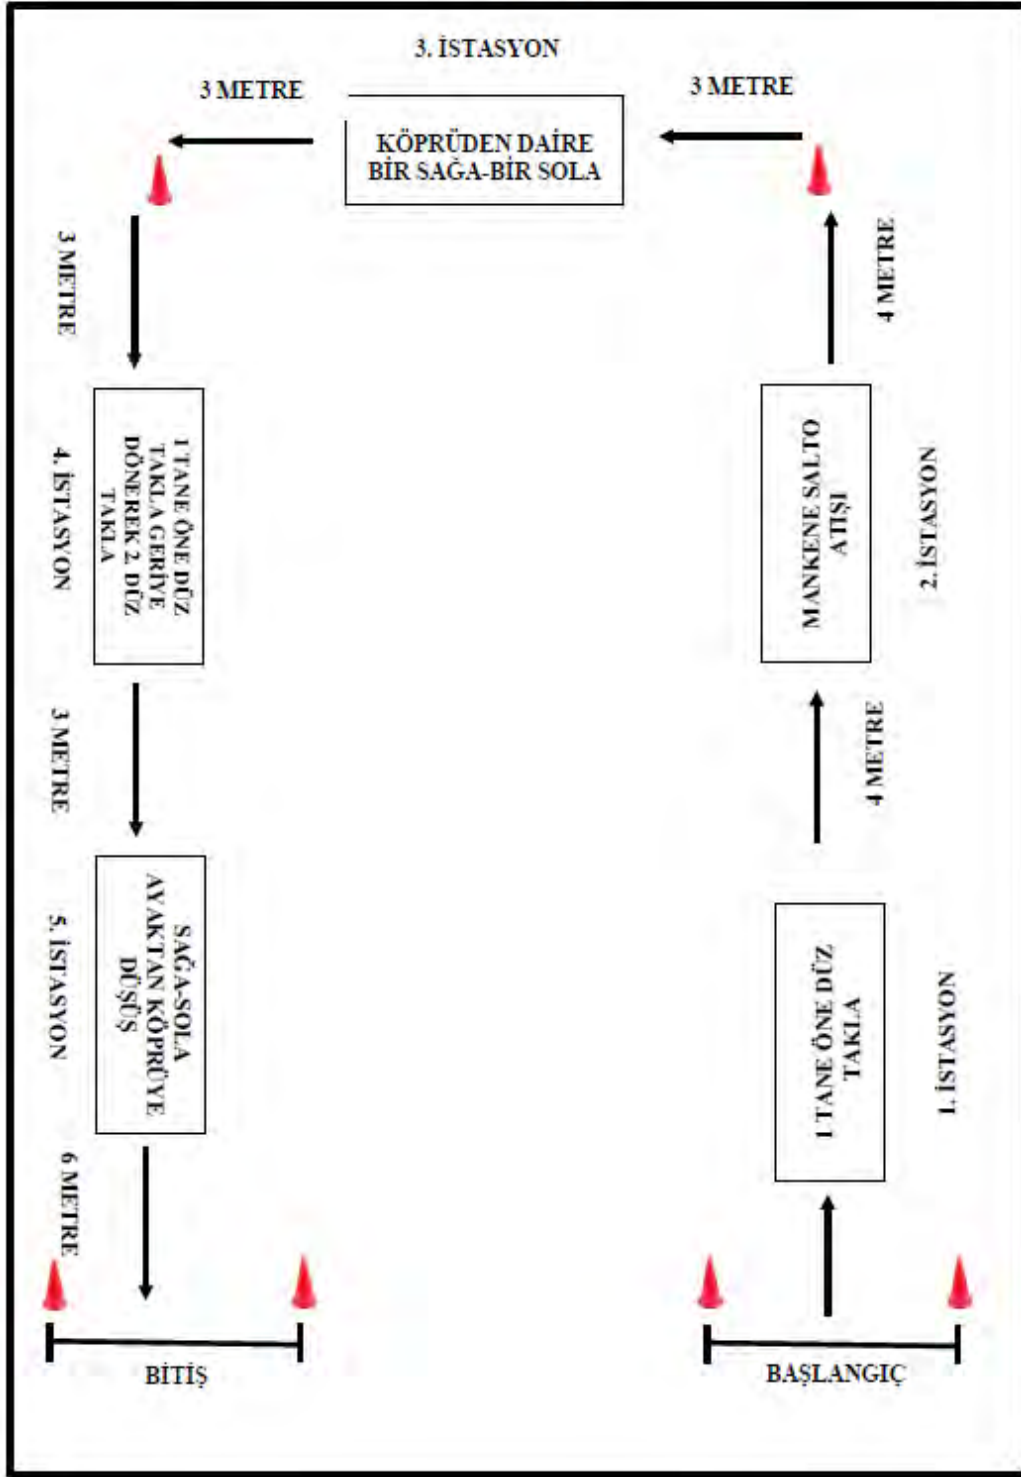 3. İSTASYON
3 METRE
3 METRE
KÖPRÜDEN DAİRE
BİR SAĞA-BİR SOLA
3 METRE
4 METRE
4. İSTASYON
1 TANE ÖNE DÜZ
TAKLA GERİYE
DÖNEREK 2. DÜZ
TAKLA
MANKENE SALTO
ATIŞI
2. İSTASYON
3 METRE
4 METRE
5. İSTASYON
SAĞA-SOLA
AYAKTAN KÖPRÜYE
DÜŞÜŞ
1.TANE ÖNE DÜZ
TAKLA
1. İSTASYON
6 METRE
BİTİŞ
BAŞLANGIÇ